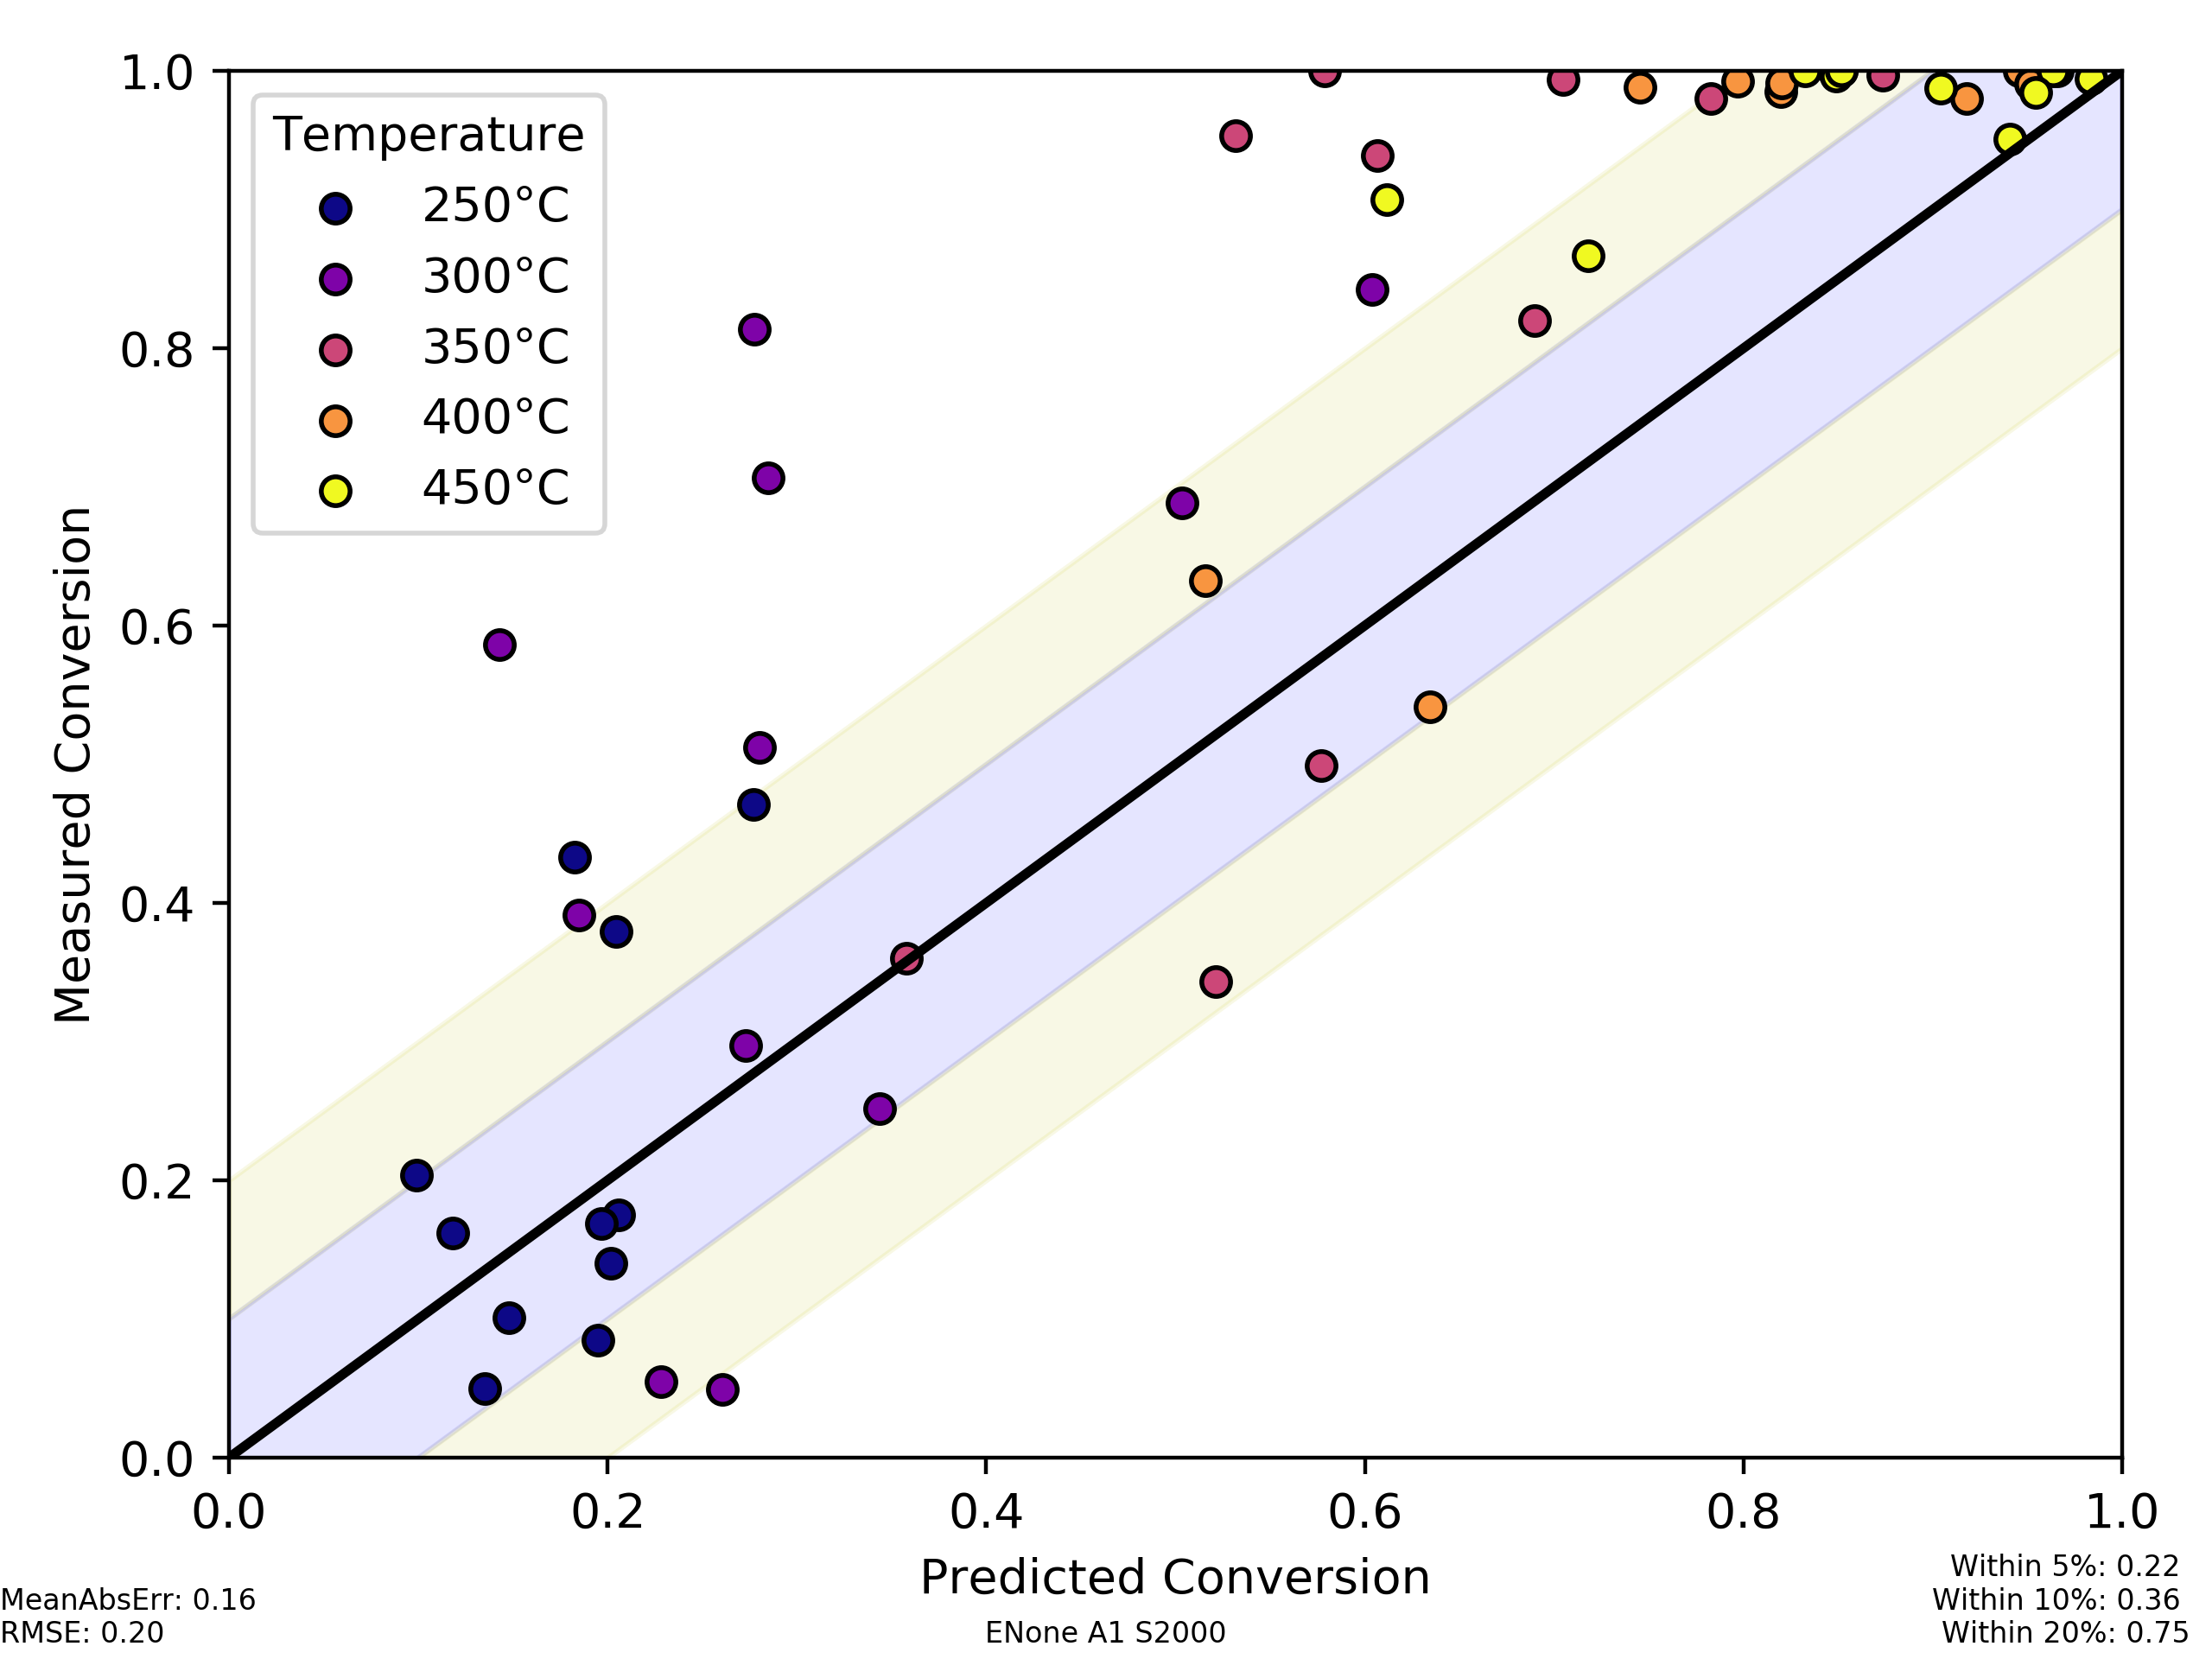 1.0
0.8
0.6
0.4
0.2
0.0
Measured Conversion
Temperature
250°C
300°C
350°C
400°C
450°C
0.0 0.2 0.4 0.6 0.8 1.0
Predicted Conversion
MeanAbsErr: 0.16
RMSE: 0.20
ENone A1 S2000
Within 5%: 0.22
Within 10%: 0.36
Within 20%: 0.75